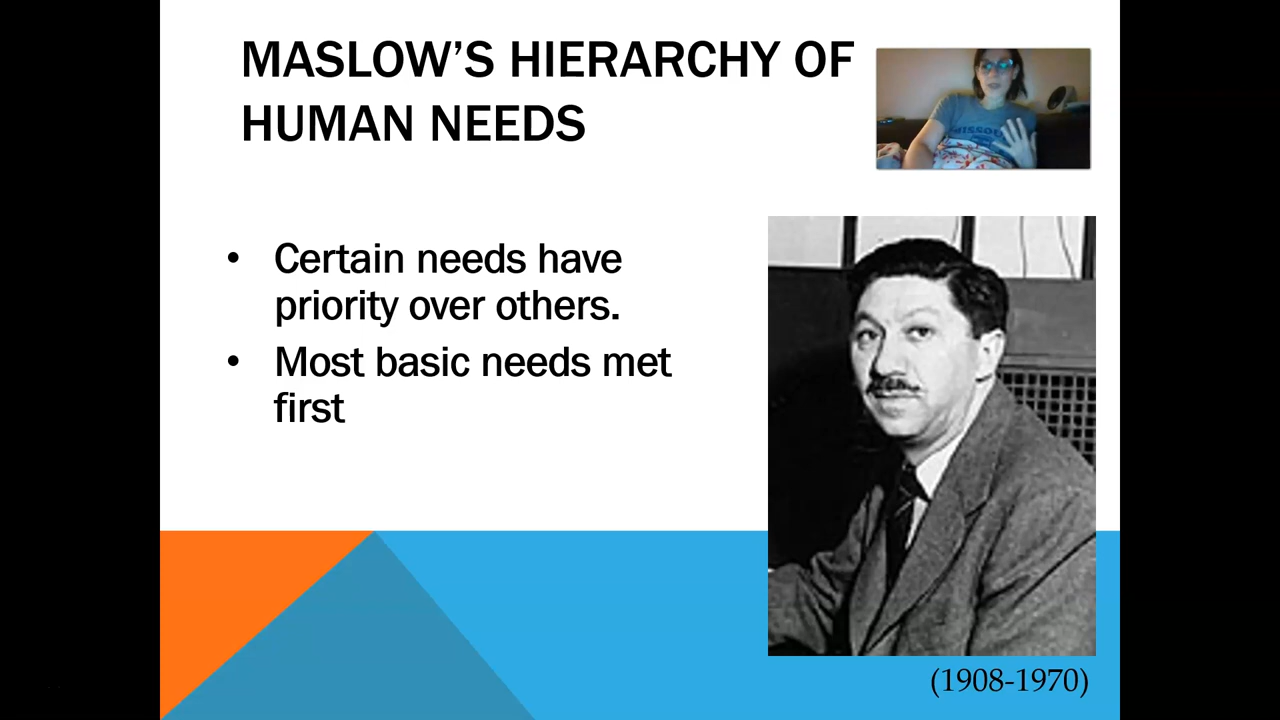 MASLOW’S HIERARCHY OF
HUMAN NEEDS
• Certain needs have
priority over others.
• Most basic needs met
first
(1908-1970)